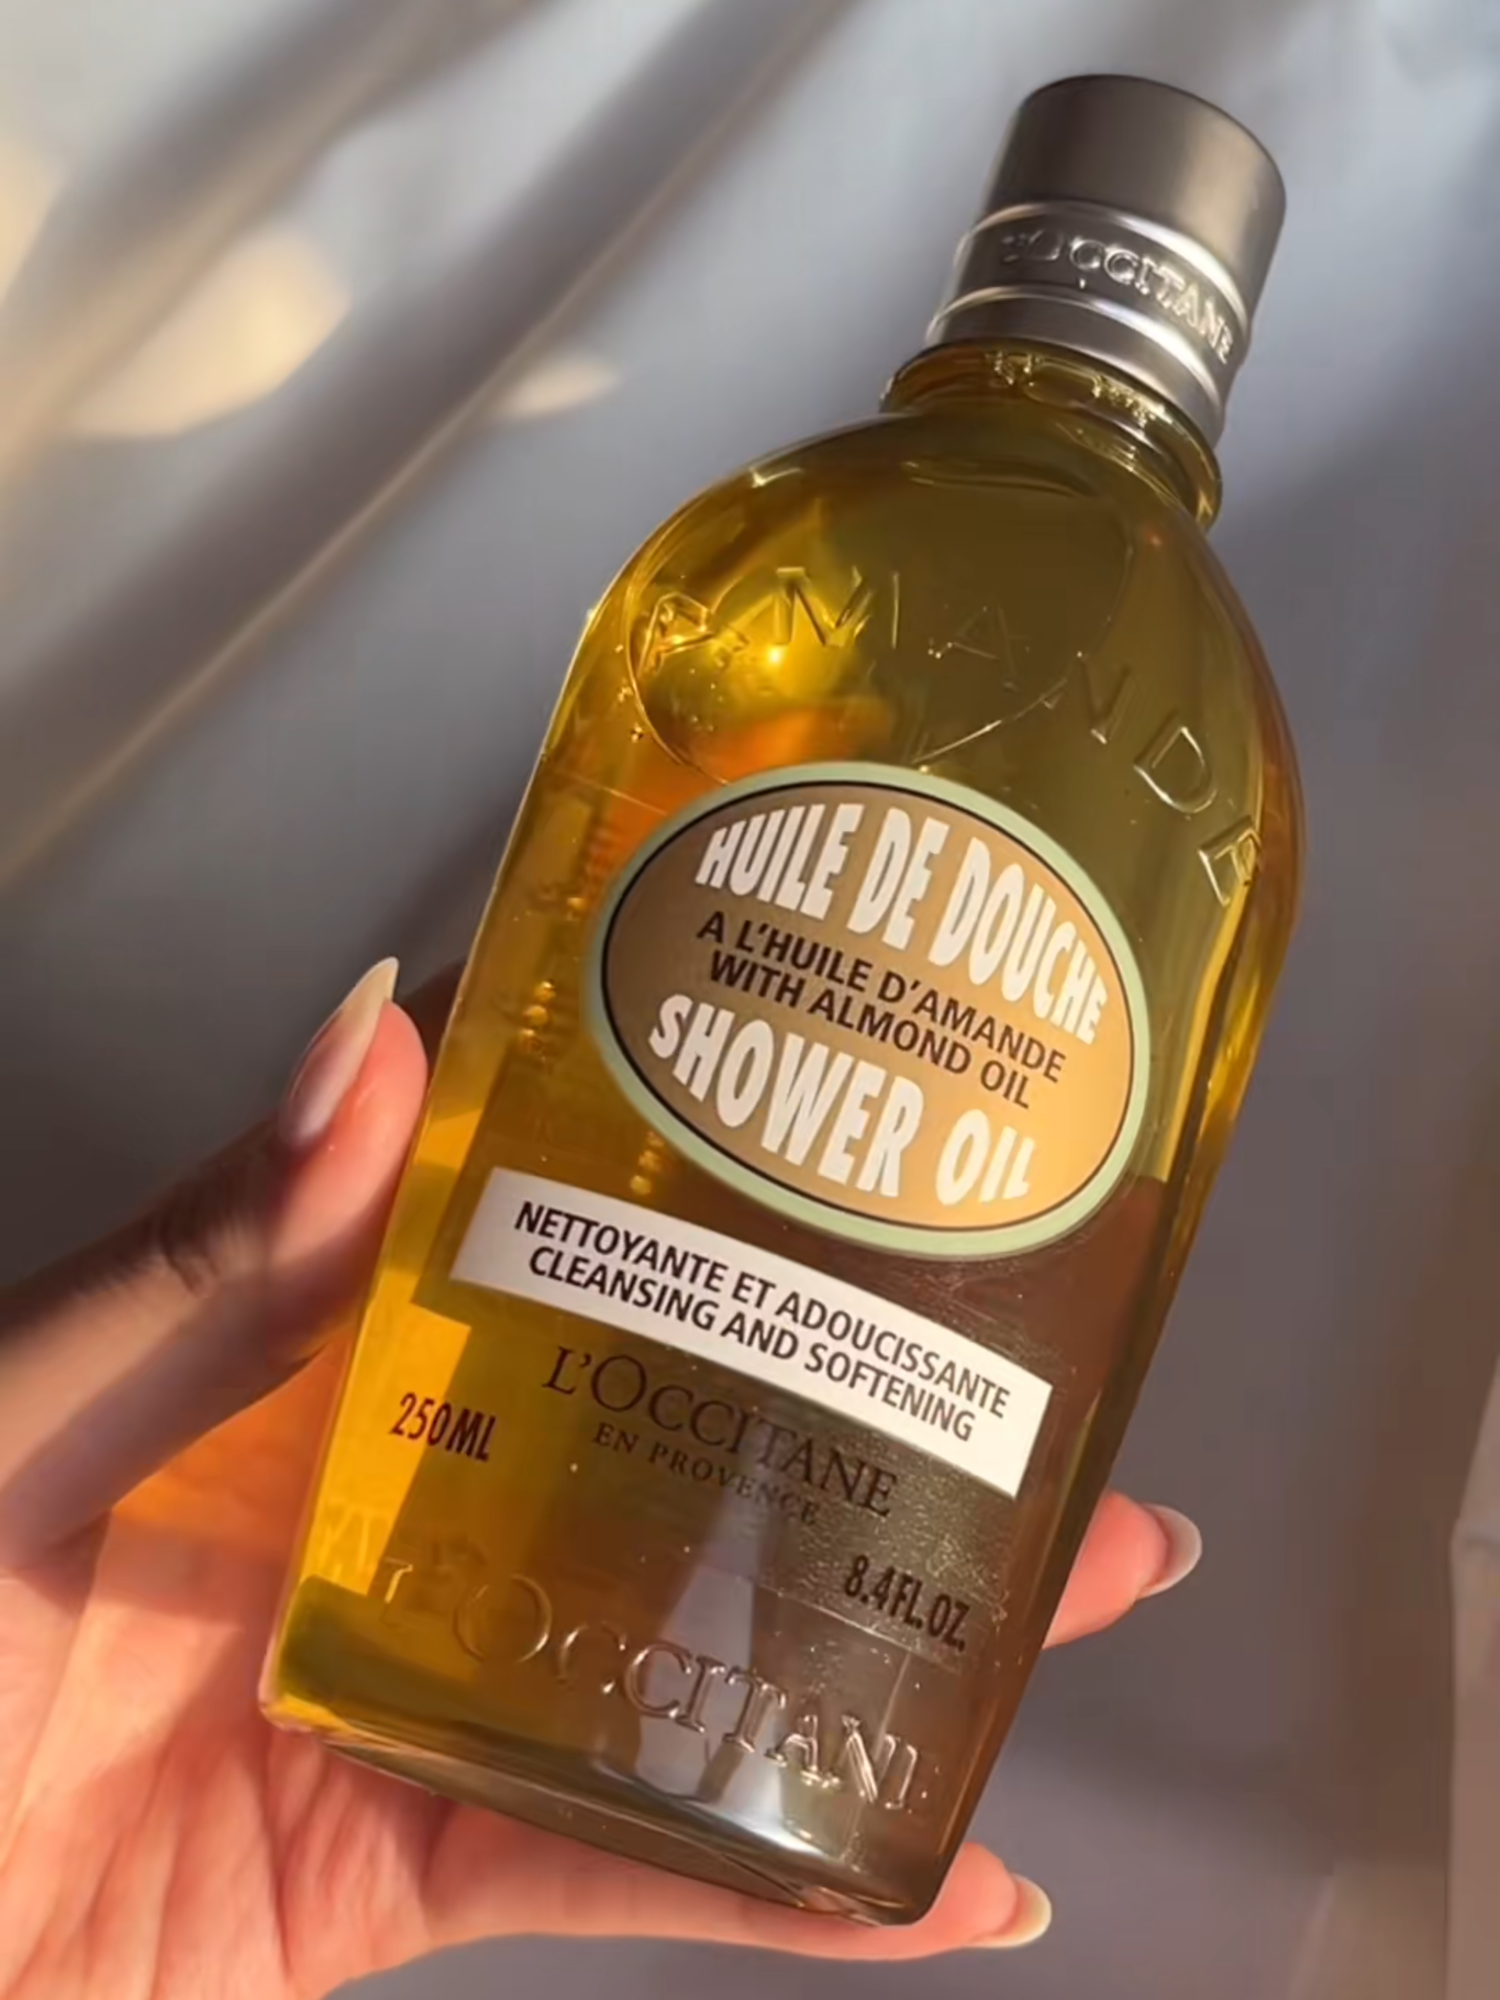 L'OCCITANE
AMANDE
HUILE DE DOUCHE
A L'HUILE D'AMANDE
WITH ALMOND OIL
SHOWER OIL
NETTOYANTE ET ADOUCISSANTE
CLEANSING AND SOFTENING
L'OCCITANE
EN PROVENCE
250ML
8.4FL.OZ.
L'OCCITANE